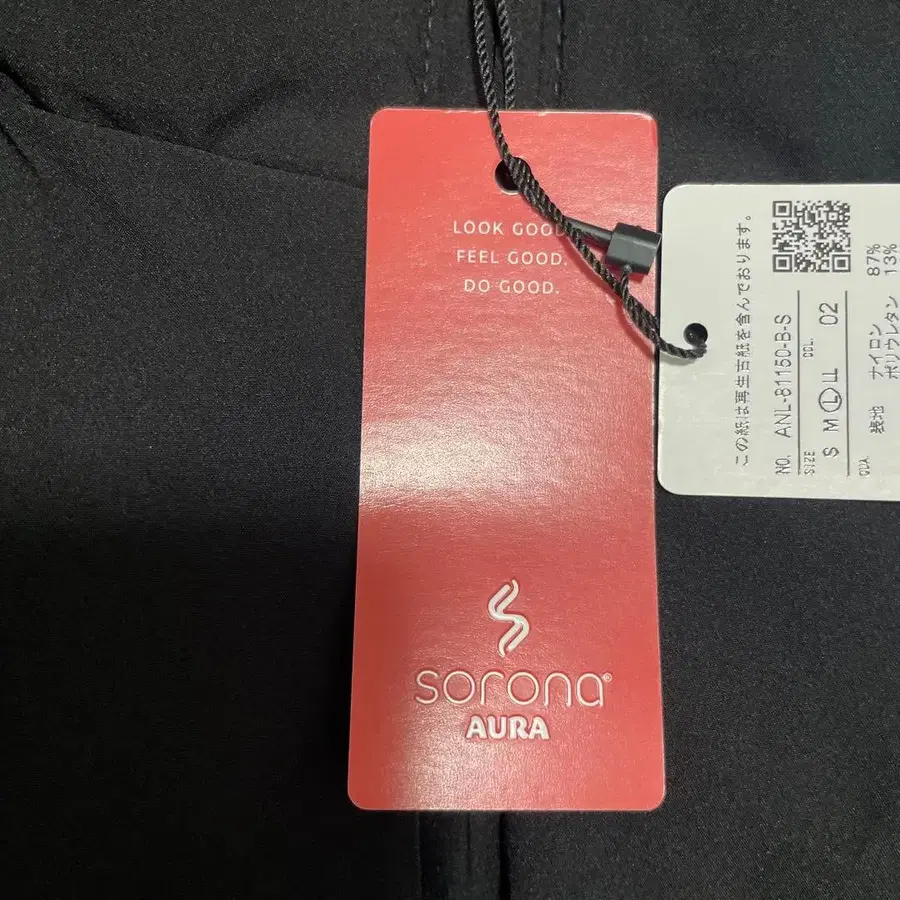 LOOK GOOD.
FEEL GOOD.
DO GOOD.
sorona®
AURA
この紙は再生古紙を含んでおります。
NO. ANL-81150-B-S
SIZE COL.
S M L LL 02
QUA.
表地 ナイロン 87%
ポリウレタン 13%